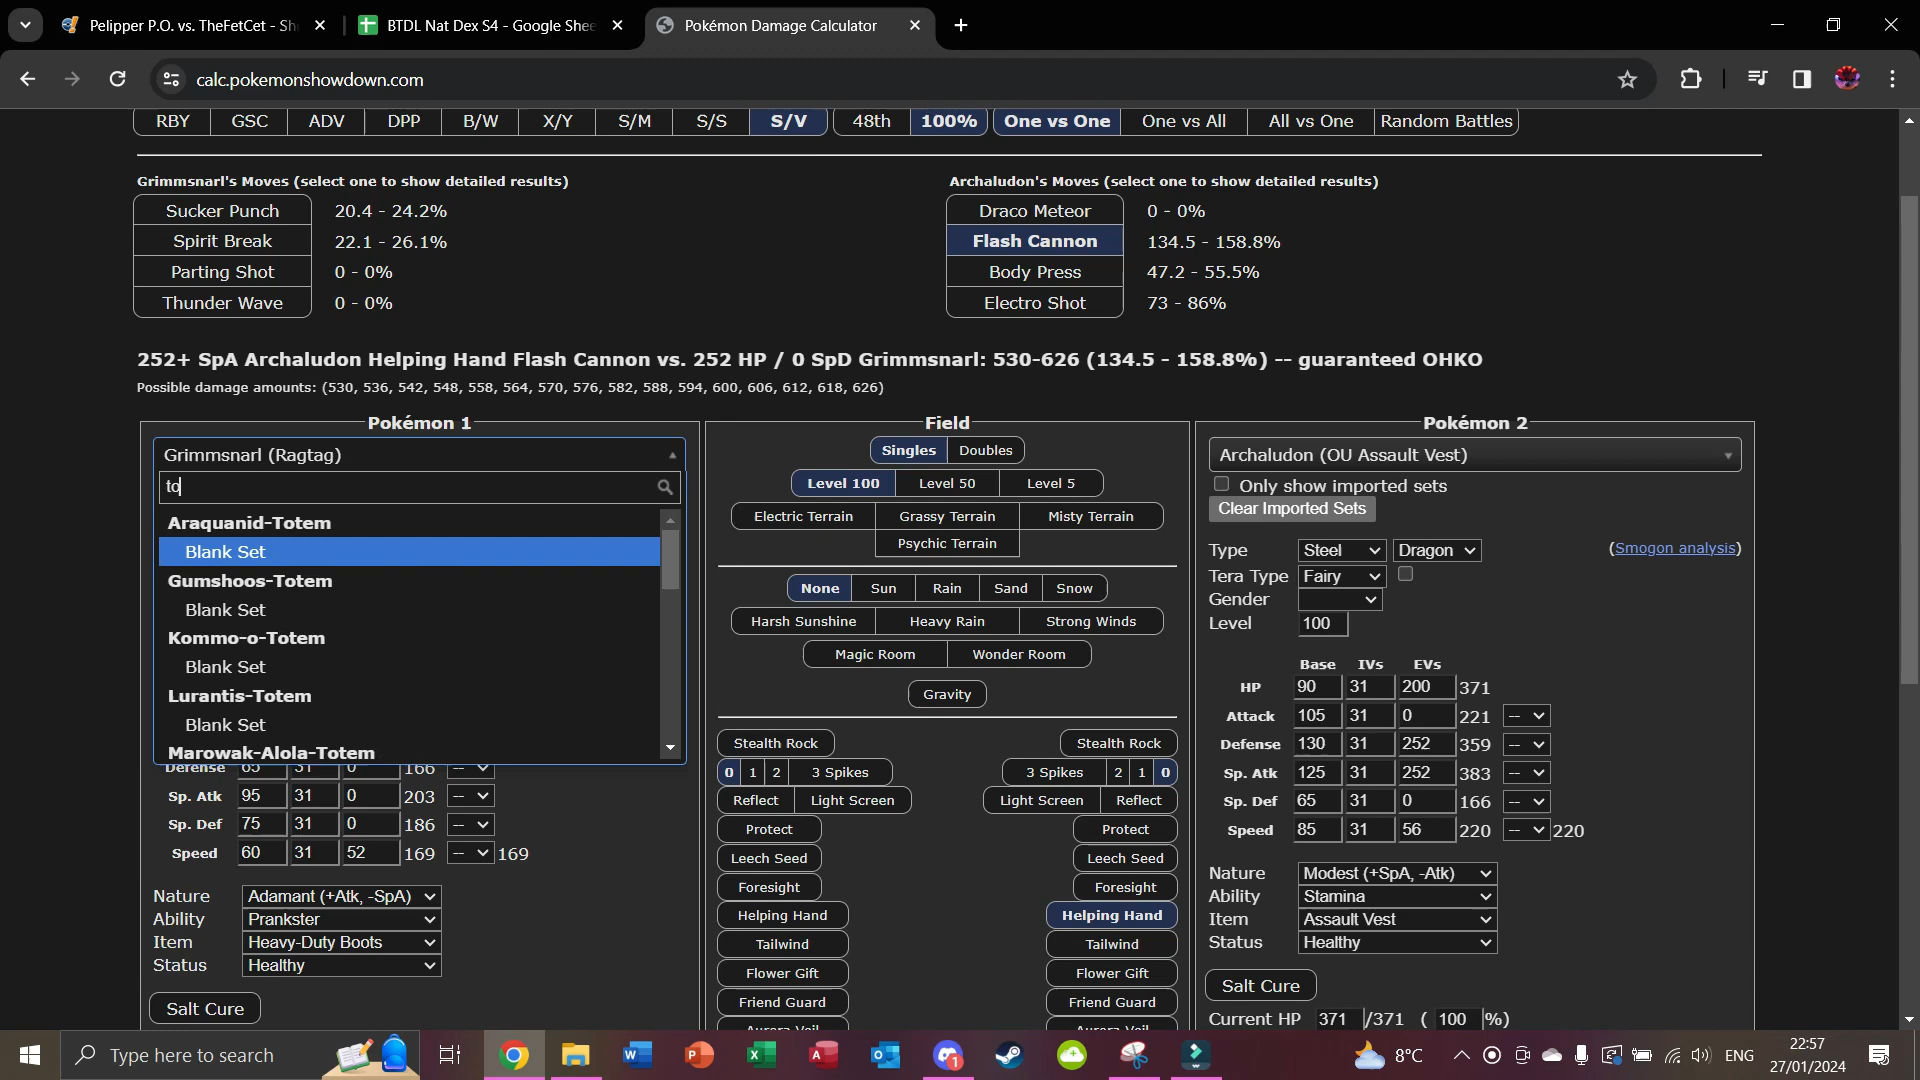 Pelipper P.O. vs. TheFetCet - Sh
BTDL Nat Dex S4 - Google Shee
Pokémon Damage Calculator
calc.pokemonshowdown.com
RBY GSC ADV DPP B/W X/Y S/M S/S S/V 48th 100% One vs One One vs All All vs One Random Battles
Grimmsnarl's Moves (select one to show detailed results)
Sucker Punch 20.4 - 24.2%
Spirit Break 22.1 - 26.1%
Parting Shot 0 - 0%
Thunder Wave 0 - 0%
Archaludon's Moves (select one to show detailed results)
Draco Meteor 0 - 0%
Flash Cannon 134.5 - 158.8%
Body Press 47.2 - 55.5%
Electro Shot 73 - 86%
252+ SpA Archaludon Helping Hand Flash Cannon vs. 252 HP / 0 SpD Grimmsnarl: 530-626 (134.5 - 158.8%) -- guaranteed OHKO
Possible damage amounts: (530, 536, 542, 548, 558, 564, 570, 576, 582, 588, 594, 600, 606, 612, 618, 626)
Pokémon 1
Grimmsnarl (Ragtag)
to
Araquanid-Totem
Blank Set
Gumshoos-Totem
Blank Set
Kommo-o-Totem
Blank Set
Lurantis-Totem
Blank Set
Marowak-Alola-Totem
Defense 65 31 0 166 --
Sp. Atk 95 31 0 203 --
Sp. Def 75 31 0 186 --
Speed 60 31 52 169 -- 169
Nature Adamant (+Atk, -SpA)
Ability Prankster
Item Heavy-Duty Boots
Status Healthy
Salt Cure
Field
Singles Doubles
Level 100 Level 50 Level 5
Electric Terrain Grassy Terrain Misty Terrain
Psychic Terrain
None Sun Rain Sand Snow
Harsh Sunshine Heavy Rain Strong Winds
Magic Room Wonder Room
Gravity
Stealth Rock Stealth Rock
0 1 2 3 Spikes 3 Spikes 2 1 0
Reflect Light Screen Light Screen Reflect
Protect Protect
Leech Seed Leech Seed
Foresight Foresight
Helping Hand Helping Hand
Tailwind Tailwind
Flower Gift Flower Gift
Friend Guard Friend Guard
Aurora Veil Aurora Veil
Pokémon 2
Archaludon (OU Assault Vest)
Only show imported sets
Clear Imported Sets
Type Steel Dragon (Smogon analysis)
Tera Type Fairy
Gender
Level 100
Base IVs EVs
HP 90 31 200 371
Attack 105 31 0 221 --
Defense 130 31 252 359 --
Sp. Atk 125 31 252 383 --
Sp. Def 65 31 0 166 --
Speed 85 31 56 220 -- 220
Nature Modest (+SpA, -Atk)
Ability Stamina
Item Assault Vest
Status Healthy
Salt Cure
Current HP 371 /371 ( 100 %)
Type here to search
8°C
ENG
22:57
27/01/2024